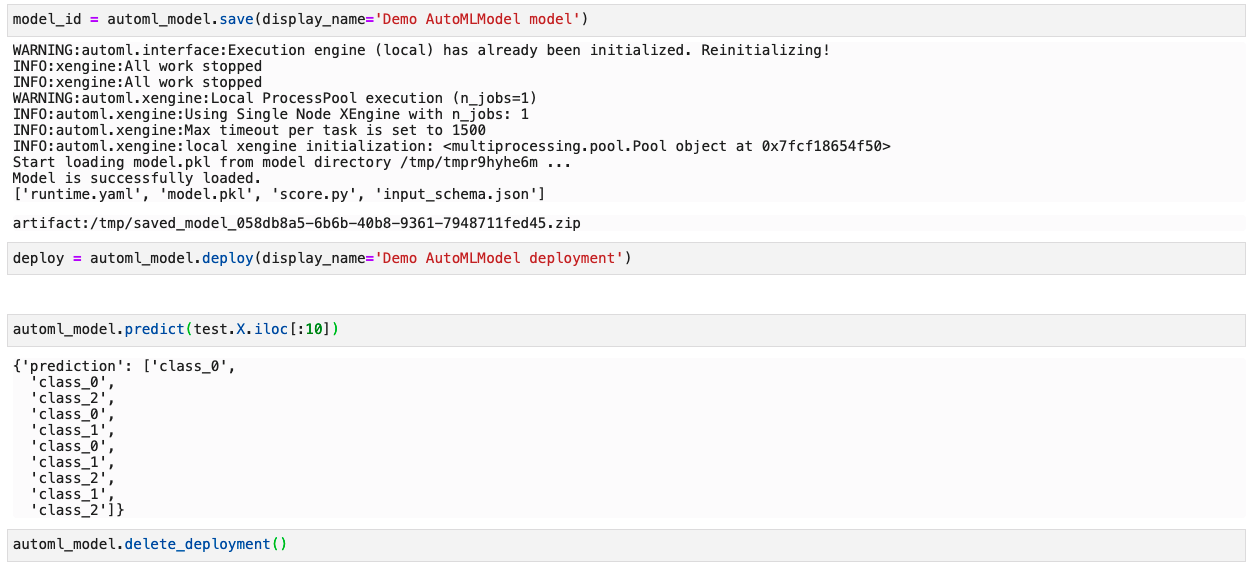 model_id = automl_model.save(display_name='Demo AutoMLModel model')
WARNING:automl.interface:Execution engine (local) has already been initialized. Reinitializing!
INFO:xengine:All work stopped
INFO:xengine:All work stopped
WARNING:automl.xengine:Local ProcessPool execution (n_jobs=1)
INFO:automl.xengine:Using Single Node XEngine with n_jobs: 1
INFO:automl.xengine:Max timeout per task is set to 1500
INFO:automl.xengine:local xengine initialization: <multiprocessing.pool.Pool object at 0x7fcf18654f50>
Start loading model.pkl from model directory /tmp/tmpr9hyhe6m ...
Model is successfully loaded.
['runtime.yaml', 'model.pkl', 'score.py', 'input_schema.json']
artifact:/tmp/saved_model_058db8a5-6b6b-40b8-9361-7948711fed45.zip
deploy = automl_model.deploy(display_name='Demo AutoMLModel deployment')
automl_model.predict(test.X.iloc[:10])
{'prediction': ['class_0',
  'class_0',
  'class_2',
  'class_0',
  'class_1',
  'class_0',
  'class_1',
  'class_2',
  'class_1',
  'class_2']}
automl_model.delete_deployment()